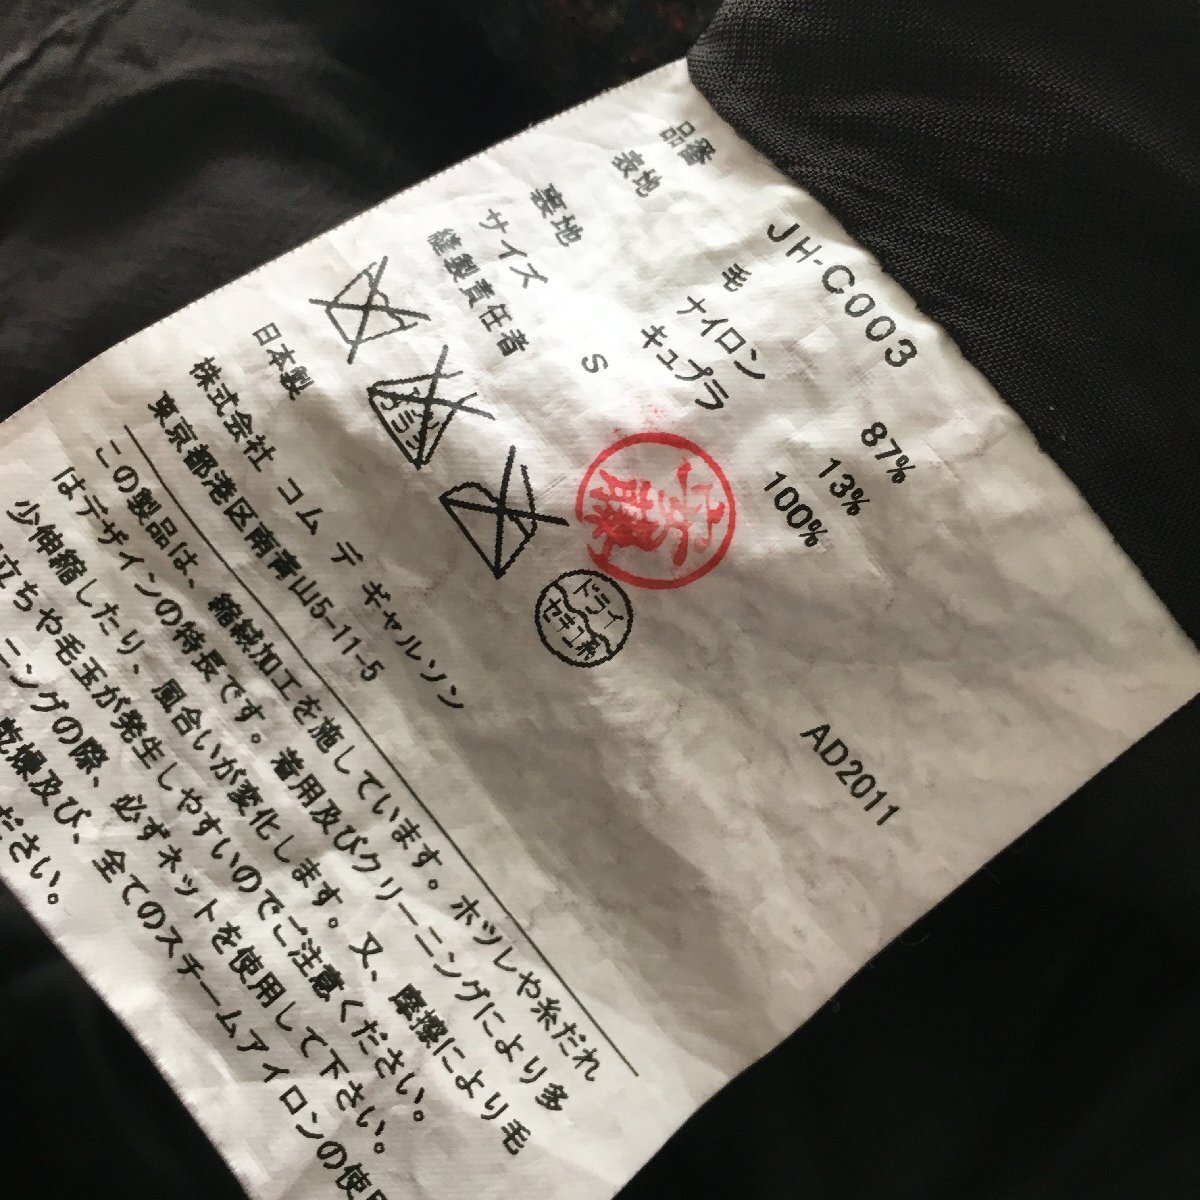 品番 JH-C003
表地 毛 87%
ナイロン 13%
裏地 キュプラ 100%
サイズ S
縫製責任者 安藤
ドライ
セキユ系
AD2011
日本製
株式会社 コム デ ギャルソン
東京都港区南青山5-11-5
この製品は、縮絨加工を施しています。ホツレや糸だれ
はデザインの特長です。着用及びクリーニングにより多
少伸縮したり、風合いが変化します。又、摩擦により毛
立ちや毛玉が発生しやすいのでご注意ください。
ニングの際、必ずネットを使用して下さい。
乾燥及び、全てのスチームアイロンの使用
ださい。